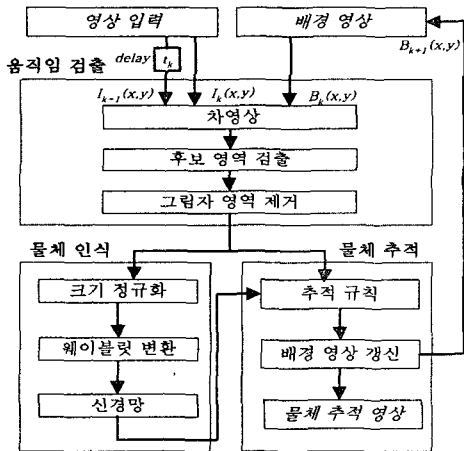 영상 입력
배경 영상
움직임 검출
delay
t_k
I_{k+1}(x,y)
I_k(x,y)
B_k(x,y)
B_{k+1}(x,y)
차영상
후보 영역 검출
그림자 영역 제거
물체 인식
물체 추적
크기 정규화
추적 규칙
웨이블릿 변환
배경 영상 갱신
신경망
물체 추적 영상